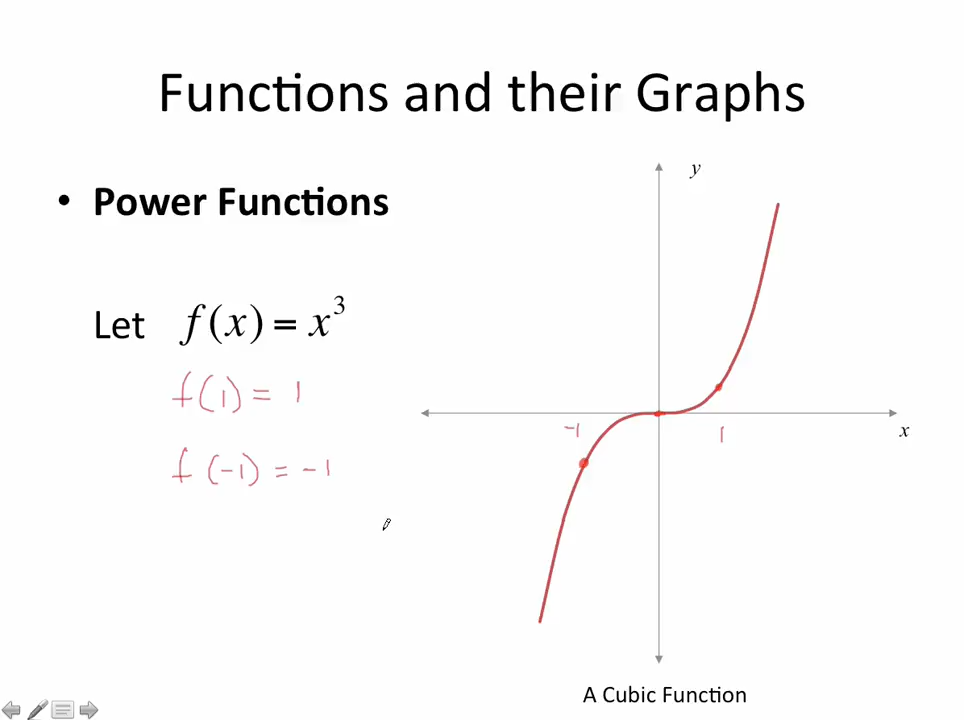 Functions and their Graphs
• Power Functions
y
Let f(x) = x³
f(1) = 1
f(-1) = -1
-1
1
x
A Cubic Function